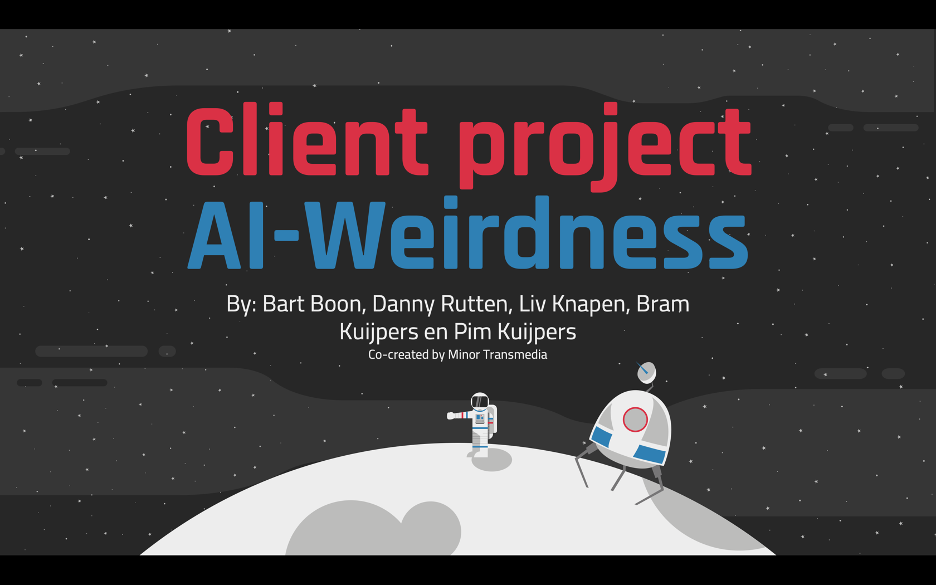 Client project
AI-Weirdness
By: Bart Boon, Danny Rutten, Liv Knapen, Bram
Kuijpers en Pim Kuijpers
Co-created by Minor Transmedia